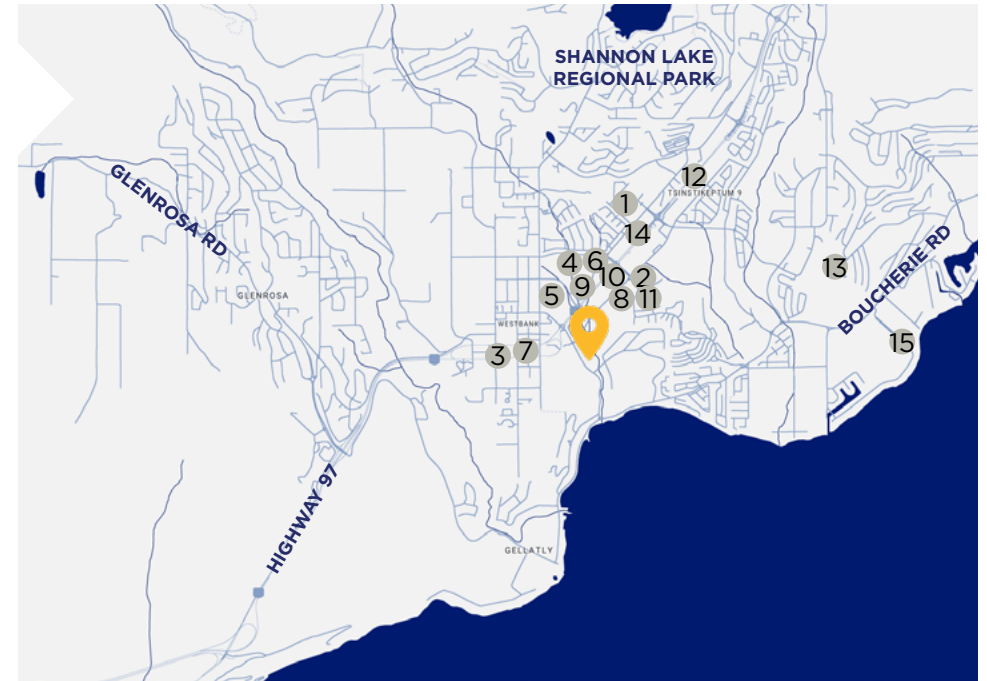 SHANNON LAKE
REGIONAL PARK
GLENROSA RD
12
TSINSTIKEPTUM 9
1
14
BOUCHERIE RD
4
6
13
10
2
9
5
8
11
GLENROSA
WESTBANK
15
3
7
HIGHWAY 97
GELLATLY